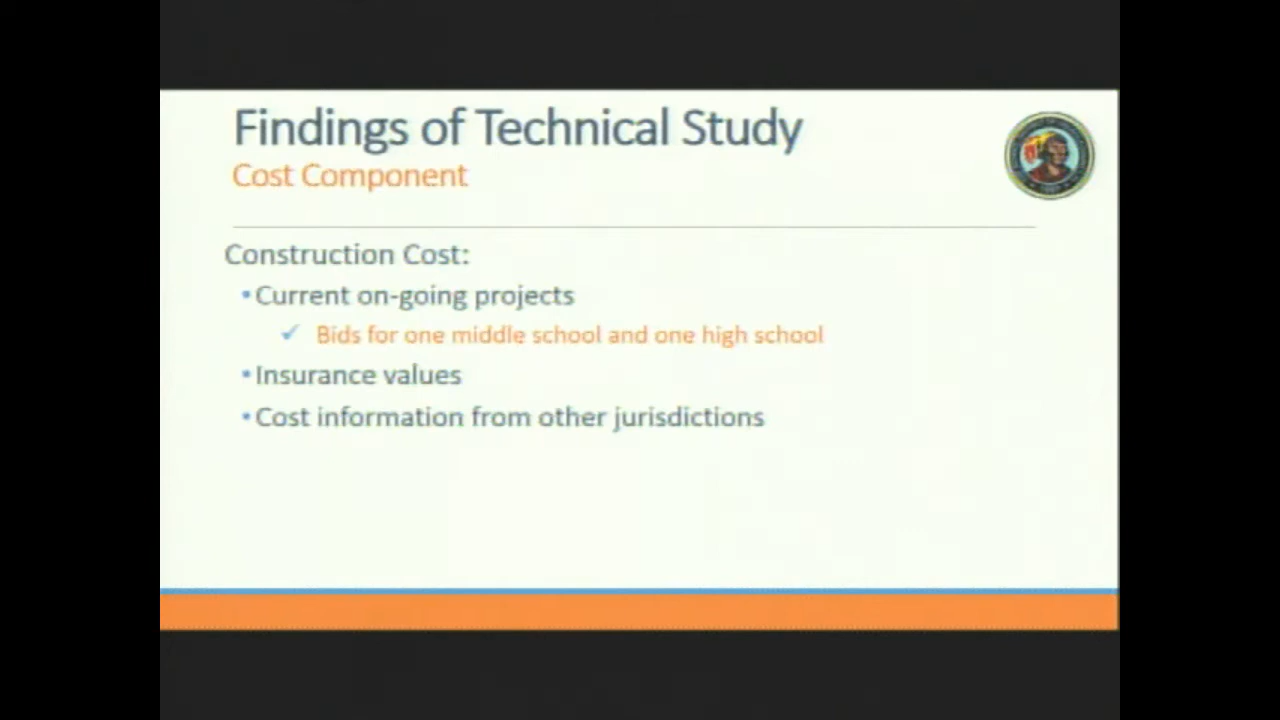 Findings of Technical Study
Cost Component
Construction Cost:
•Current on-going projects
✓ Bids for one middle school and one high school
•Insurance values
•Cost information from other jurisdictions